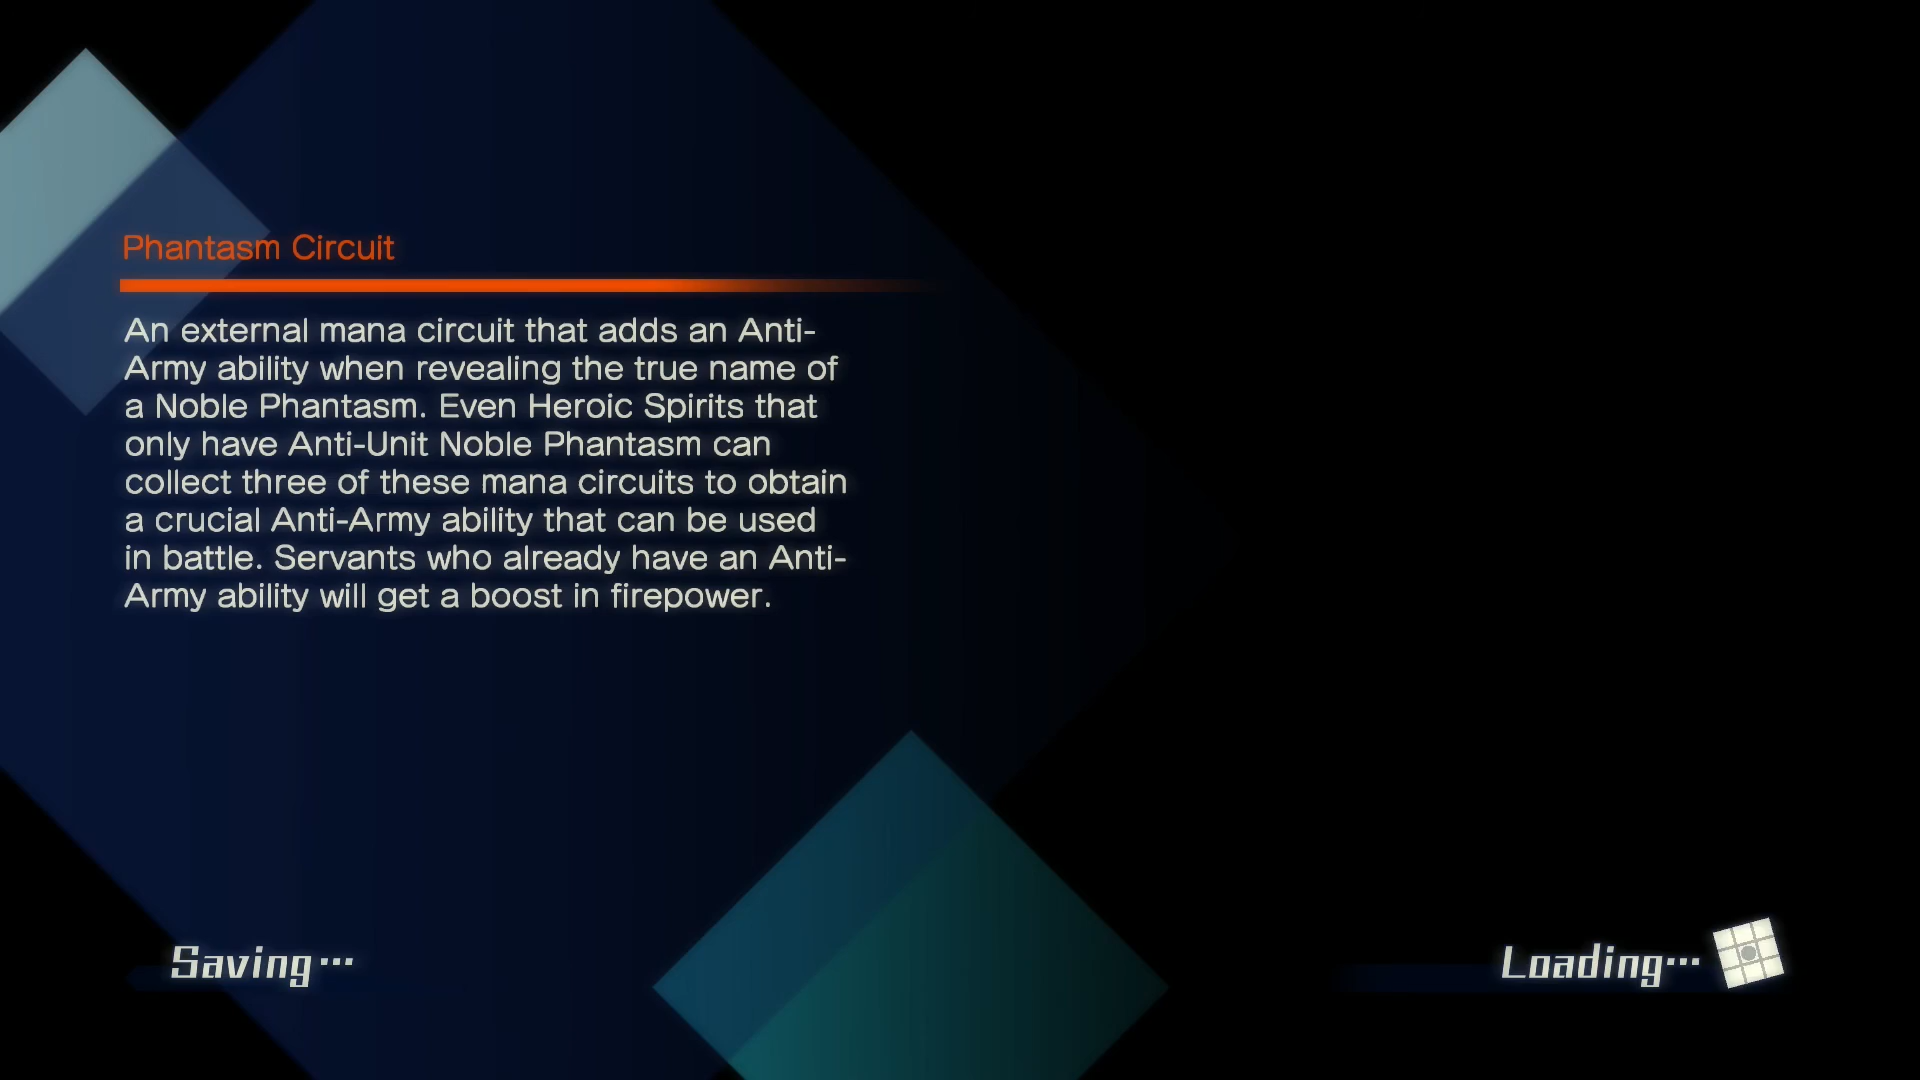 Phantasm Circuit
An external mana circuit that adds an Anti-
Army ability when revealing the true name of
a Noble Phantasm. Even Heroic Spirits that
only have Anti-Unit Noble Phantasm can
collect three of these mana circuits to obtain
a crucial Anti-Army ability that can be used
in battle. Servants who already have an Anti-
Army ability will get a boost in firepower.
Saving…
Loading…